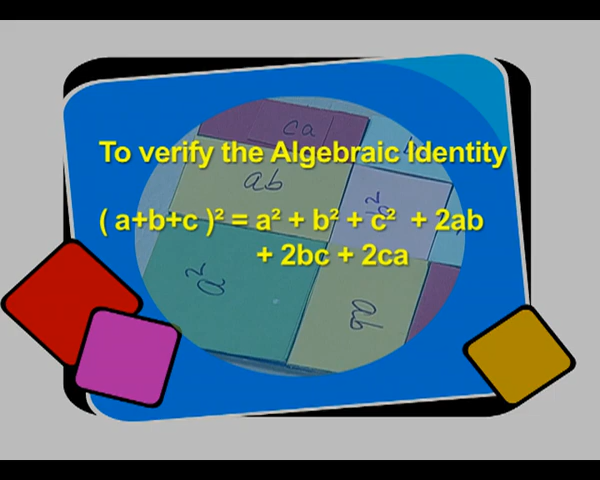 ca
To verify the Algebraic Identity
ab
b²
( a+b+c )² = a² + b² + c² + 2ab
+ 2bc + 2ca
a²
ab